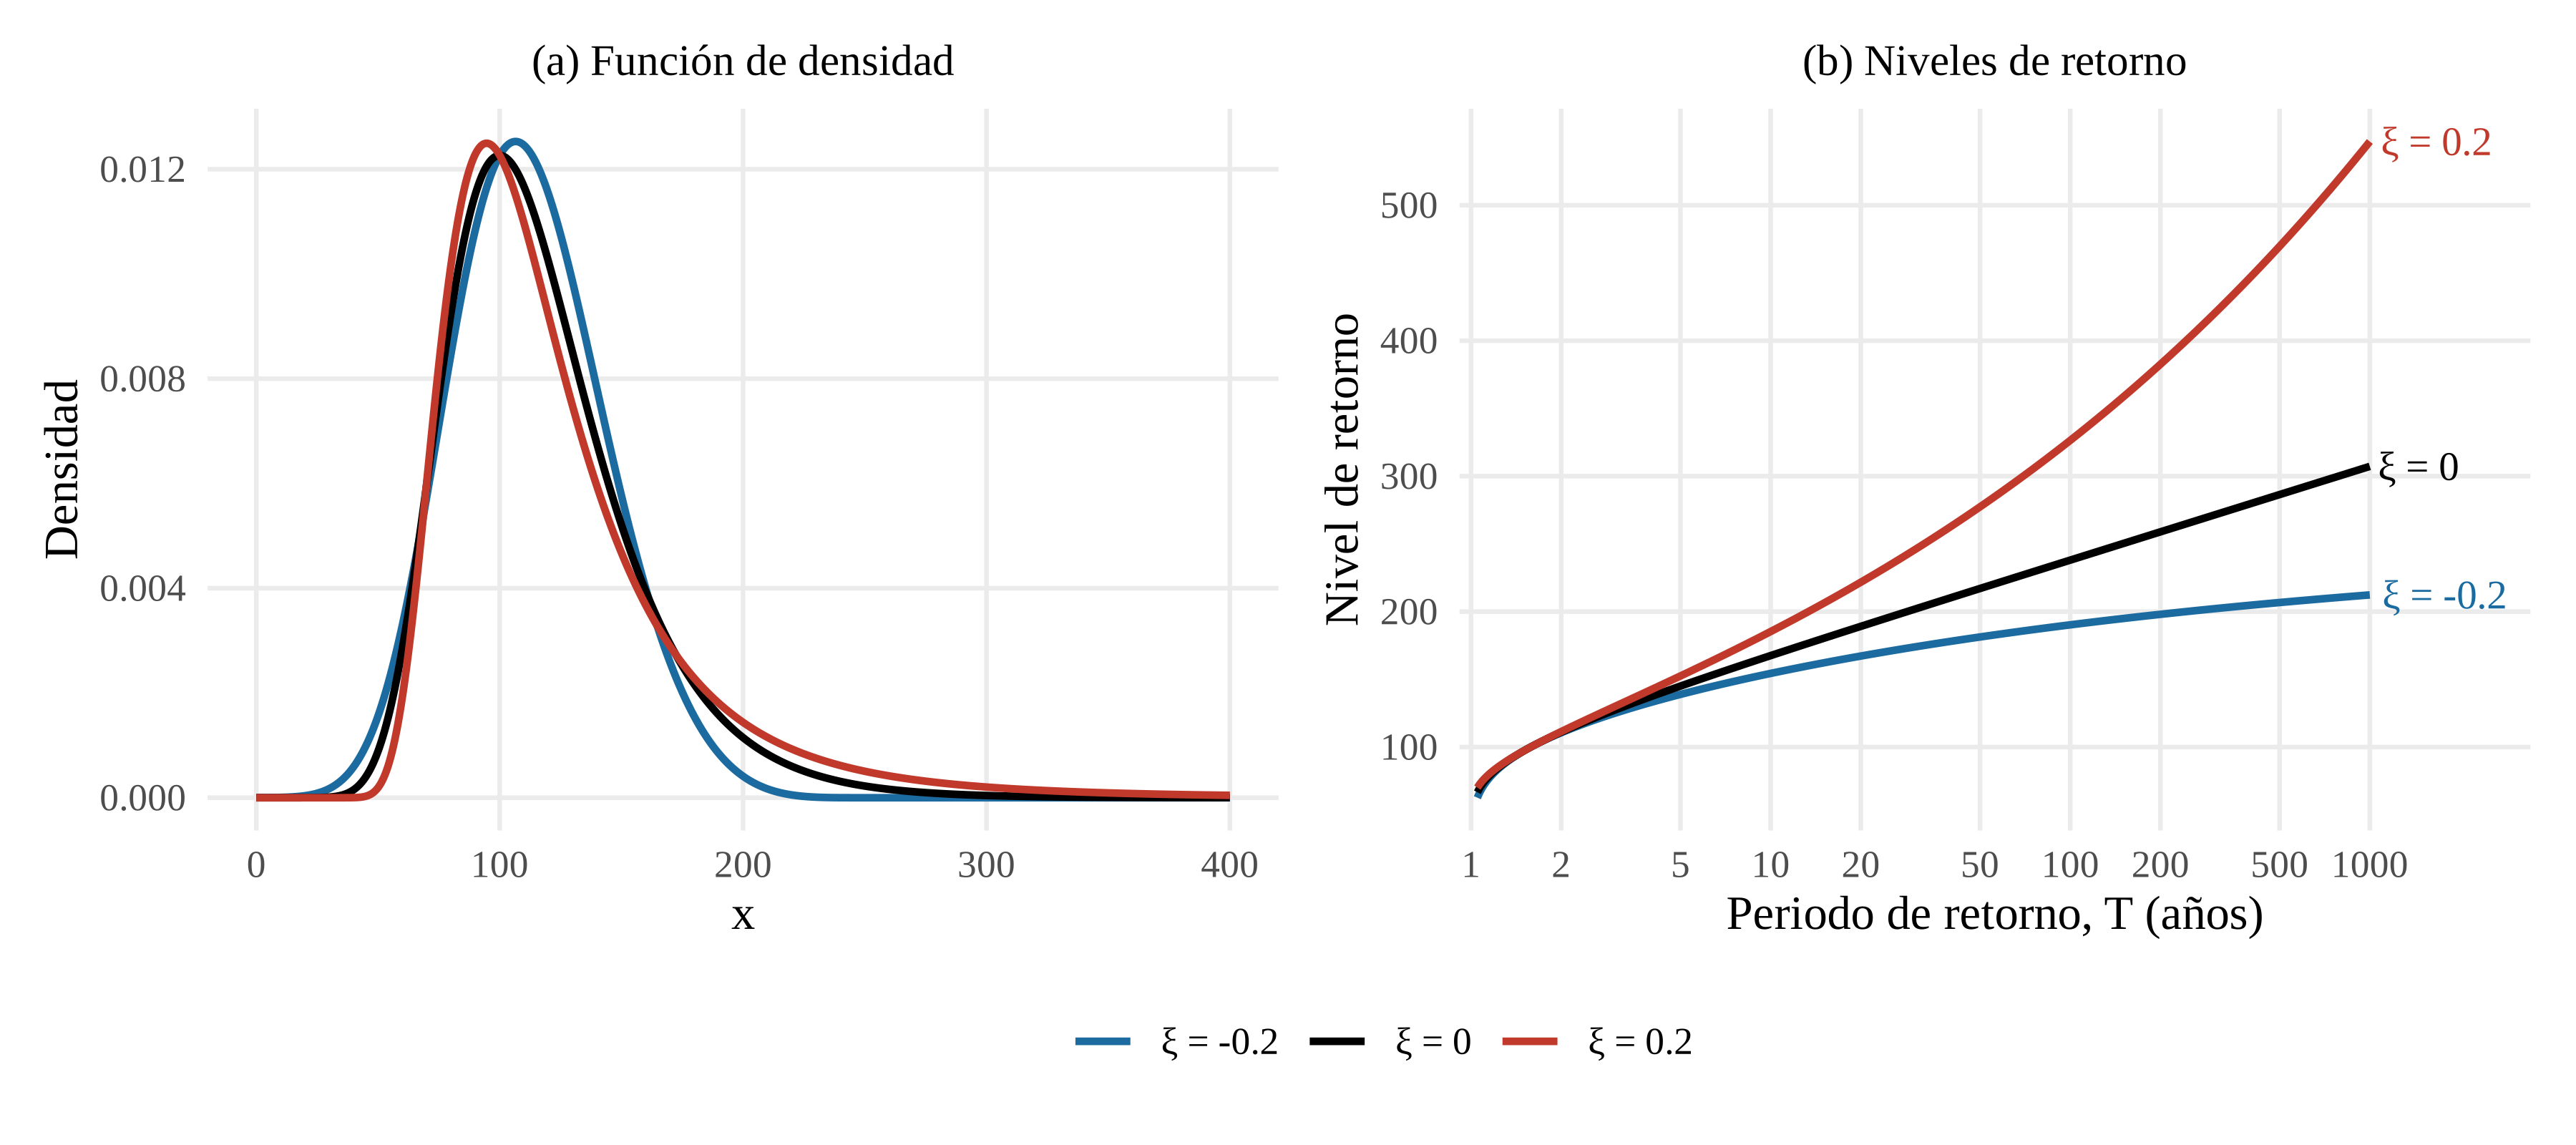 (a) Función de densidad
Densidad
0.012
0.008
0.004
0.000
0 100 200 300 400
x
(b) Niveles de retorno
Nivel de retorno
500
400
300
200
100
ξ = 0.2
ξ = 0
ξ = -0.2
1 2 5 10 20 50 100 200 500 1000
Periodo de retorno, T (años)
ξ = -0.2 ξ = 0 ξ = 0.2